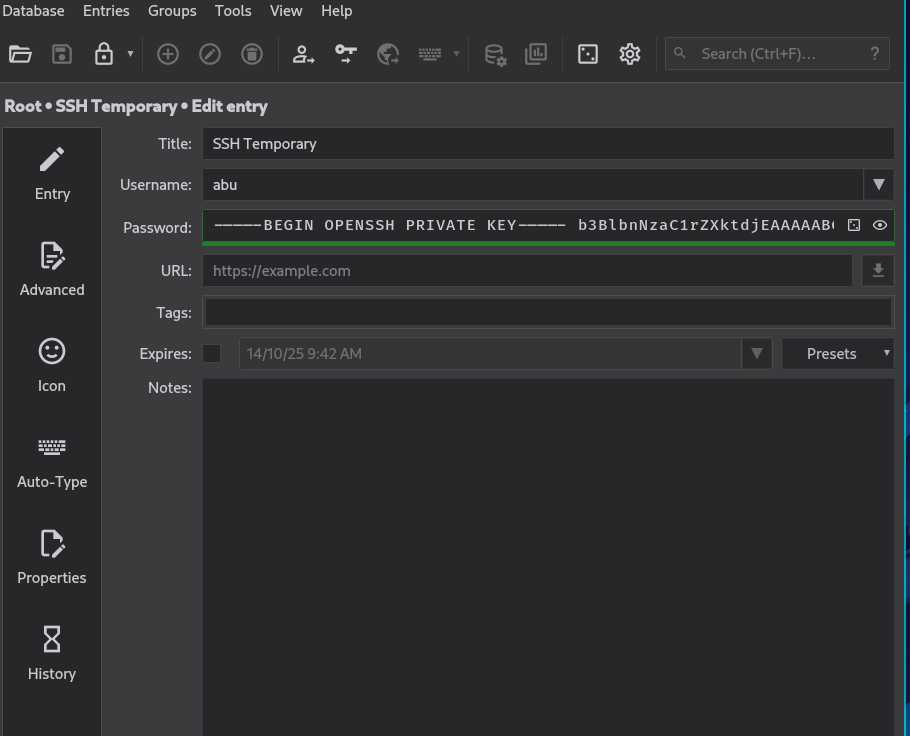 Database Entries Groups Tools View Help
Search (Ctrl+F)... ?
Root • SSH Temporary • Edit entry
Title: SSH Temporary
Entry
Username: abu
Password: -----BEGIN OPENSSH PRIVATE KEY----- b3BlbnNzaC1rZXktdjEAAAAABG
Advanced
URL: https://example.com
Tags:
Expires: 14/10/25 9:42 AM Presets
Icon
Notes:
Auto-Type
Properties
History